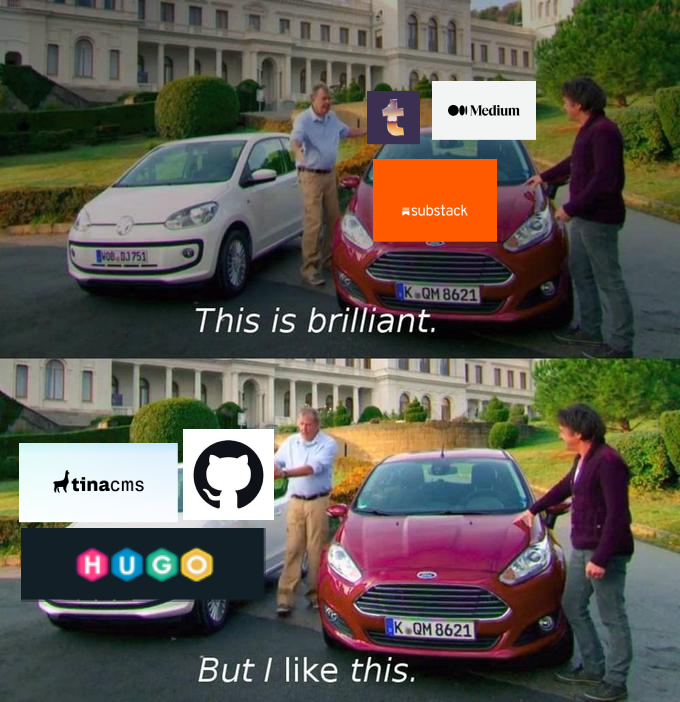 t
Medium
substack
WOB DJ751
K QM 8621
This is brilliant.
tinacms
HUGO
K QM 8621
But I like this.